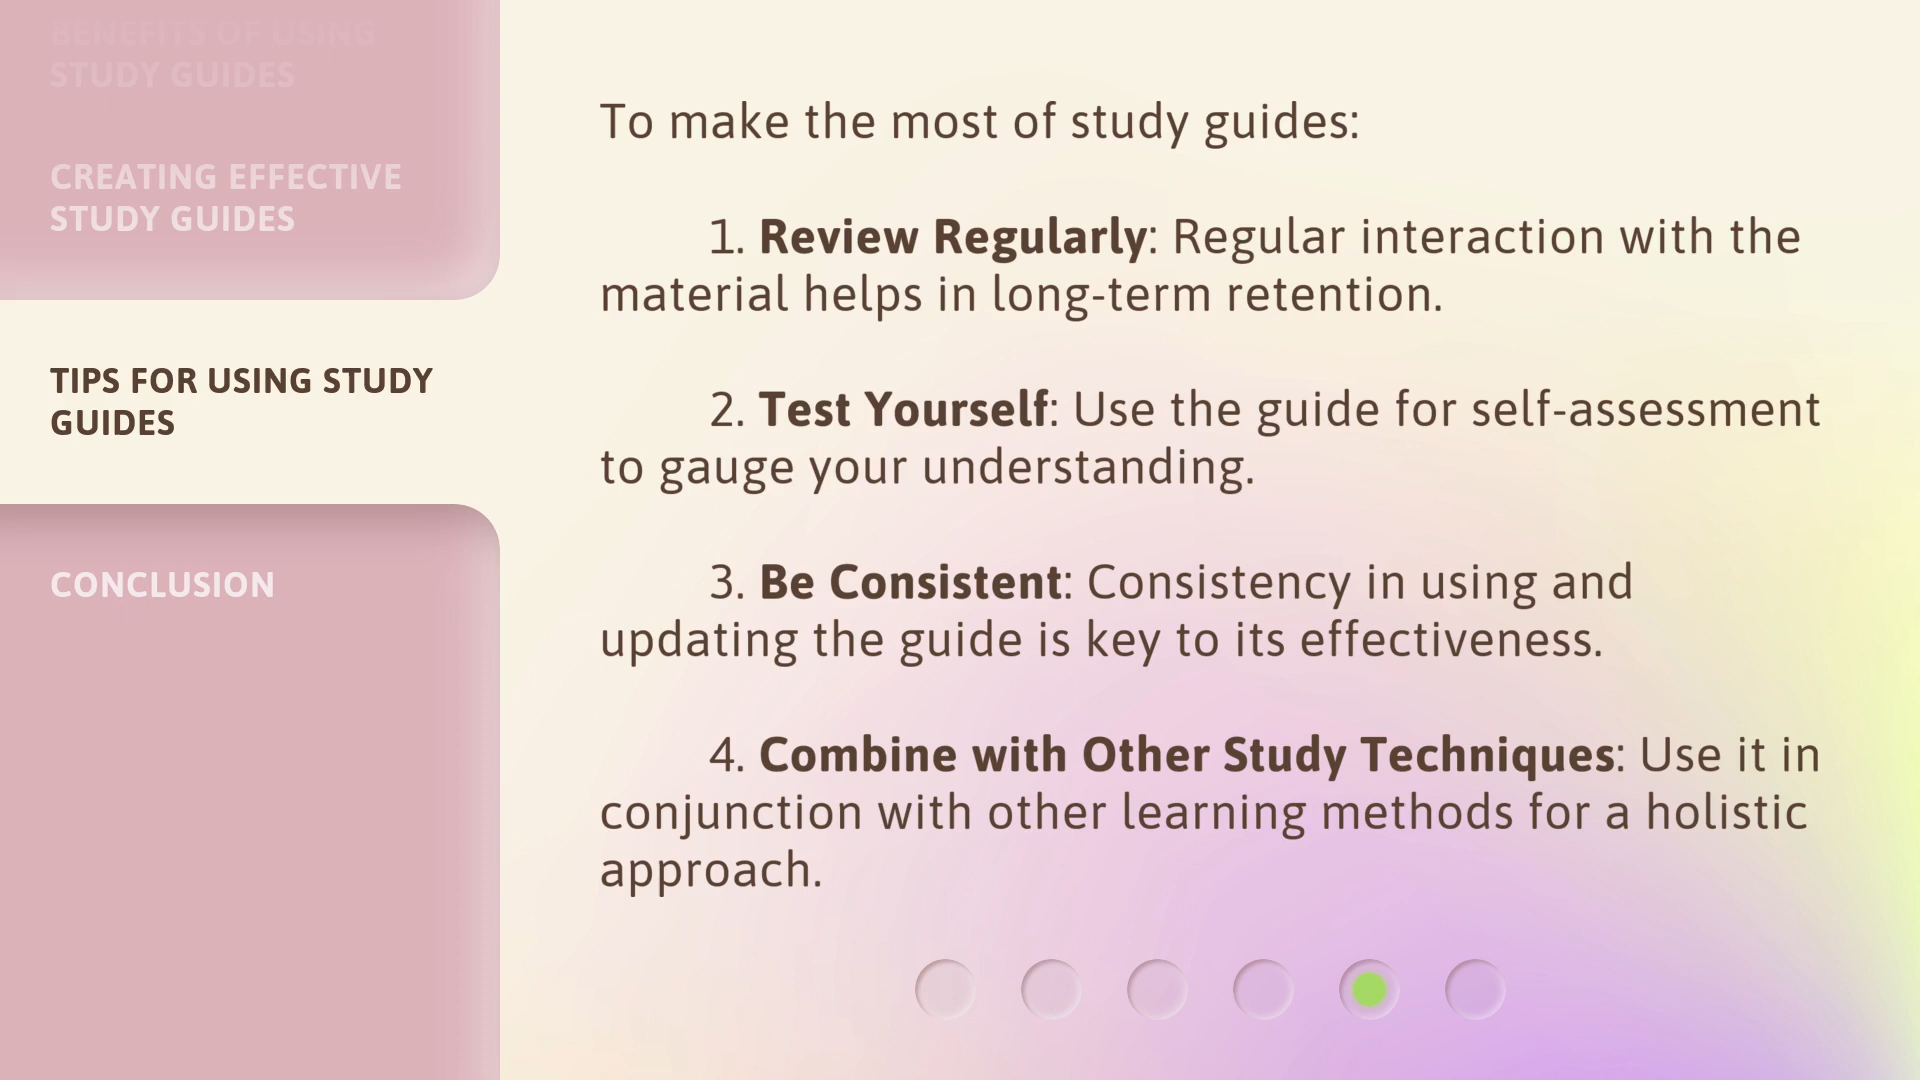 BENEFITS OF USING
STUDY GUIDES
CREATING EFFECTIVE
STUDY GUIDES
TIPS FOR USING STUDY
GUIDES
CONCLUSION
To make the most of study guides:
1. Review Regularly: Regular interaction with the
material helps in long-term retention.
2. Test Yourself: Use the guide for self-assessment
to gauge your understanding.
3. Be Consistent: Consistency in using and
updating the guide is key to its effectiveness.
4. Combine with Other Study Techniques: Use it in
conjunction with other learning methods for a holistic
approach.